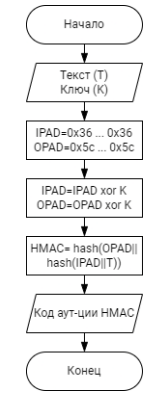 Начало
Текст (T)
Ключ (K)
IPAD=0x36 ... 0x36
OPAD=0x5c ... 0x5c
IPAD=IPAD xor K
OPAD=OPAD xor K
HMAC= hash(OPAD||
hash(IPAD||T))
Код аут-ции HMAC
Конец